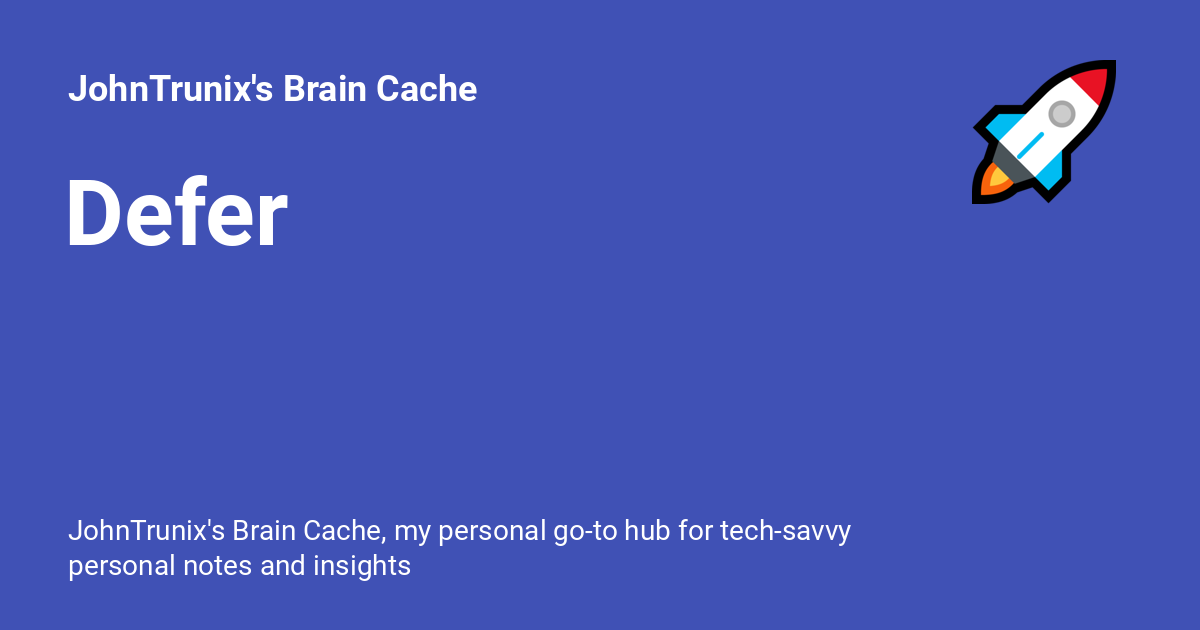 JohnTrunix's Brain Cache
Defer
JohnTrunix's Brain Cache, my personal go-to hub for tech-savvy
personal notes and insights